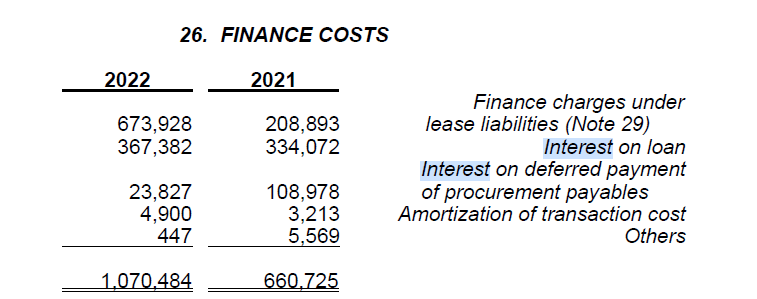 26. FINANCE COSTS
2022 2021
Finance charges under
673,928 208,893 lease liabilities (Note 29)
367,382 334,072 Interest on loan
Interest on deferred payment
23,827 108,978 of procurement payables
4,900 3,213 Amortization of transaction cost
447 5,569 Others
1,070,484 660,725